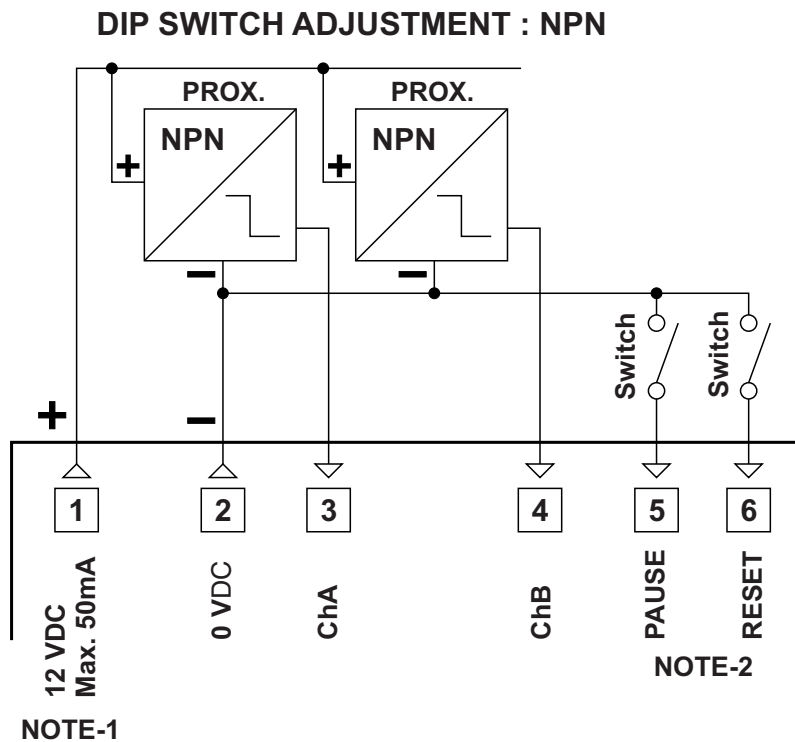 DIP SWITCH ADJUSTMENT : NPN
PROX.
PROX.
NPN
NPN
+
+
−
−
Switch
Switch
+
−
1
2
3
4
5
6
12 VDC
Max. 50mA
0 VDC
ChA
ChB
PAUSE
RESET
NOTE-2
NOTE-1